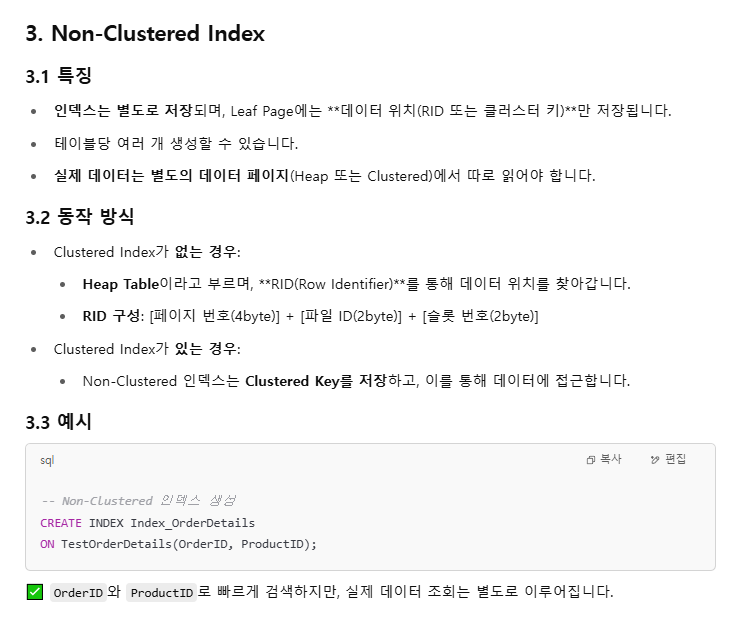 3. Non-Clustered Index
3.1 특징
• 인덱스는 별도로 저장되며, Leaf Page에는 **데이터 위치(RID 또는 클러스터 키)**만 저장됩니다.
• 테이블당 여러 개 생성할 수 있습니다.
• 실제 데이터는 별도의 데이터 페이지(Heap 또는 Clustered)에서 따로 읽어야 합니다.
3.2 동작 방식
• Clustered Index가 없는 경우:
• Heap Table이라고 부르며, **RID(Row Identifier)**를 통해 데이터 위치를 찾아갑니다.
• RID 구성: [페이지 번호(4byte)] + [파일 ID(2byte)] + [슬롯 번호(2byte)]
• Clustered Index가 있는 경우:
• Non-Clustered 인덱스는 Clustered Key를 저장하고, 이를 통해 데이터에 접근합니다.
3.3 예시
sql 복사 편집
-- Non-Clustered 인덱스 생성
CREATE INDEX Index_OrderDetails
ON TestOrderDetails(OrderID, ProductID);
✅ OrderID와 ProductID로 빠르게 검색하지만, 실제 데이터 조회는 별도로 이루어집니다.